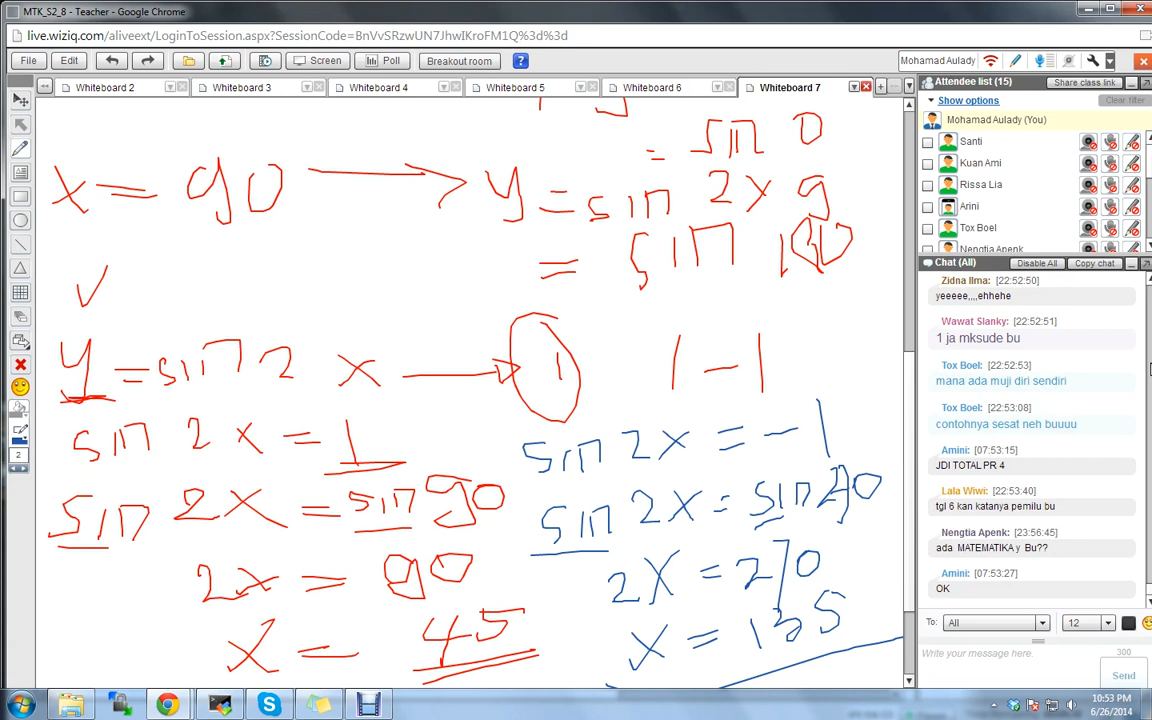 MTK_S2_8 - Teacher - Google Chrome
live.wiziq.com/aliveext/LoginToSession.aspx?SessionCode=BnVvSRzwUN7JhwIKroFM1Q%3d%3d
File Edit Screen Poll Breakout room ? Mohamad Aulady
Whiteboard 2 Whiteboard 3 Whiteboard 4 Whiteboard 5 Whiteboard 6 Whiteboard 7
= sin 0
x = 90 → y = sin 2x 9
= sin 180
y = sin 2 x → 1
1 - 1
sin 2x = 1
sin 2x = sin 90
2x = 90
x = 45
sin 2x = -1
sin 2x = sin
2x = 270
x = 135
2
Attendee list (15) Share class link
Show options Clear filter
Mohamad Aulady (You)
Santi
Kuan Ami
Rissa Lia
Arini
Tox Boel
Nengtia Apenk
Chat (All) Disable All Copy chat
Zidna Ilma: [22:52:50]
yeeeee,,,,ehhehe
Wawat Slanky: [22:52:51]
1 ja mksude bu
Tox Boel: [22:52:53]
mana ada muji diri sendiri
Tox Boel: [22:53:08]
contohnya sesat neh buuuu
Amini: [07:53:15]
JDI TOTAL PR 4
Lala Wiwi: [22:53:40]
tgl 6 kan katanya pemilu bu
Nengtia Apenk: [23:56:45]
ada MATEMATIKA y Bu??
Amini: [07:53:27]
OK
To: All 12
Write your message here... 300
Send
10:53 PM
6/26/2014